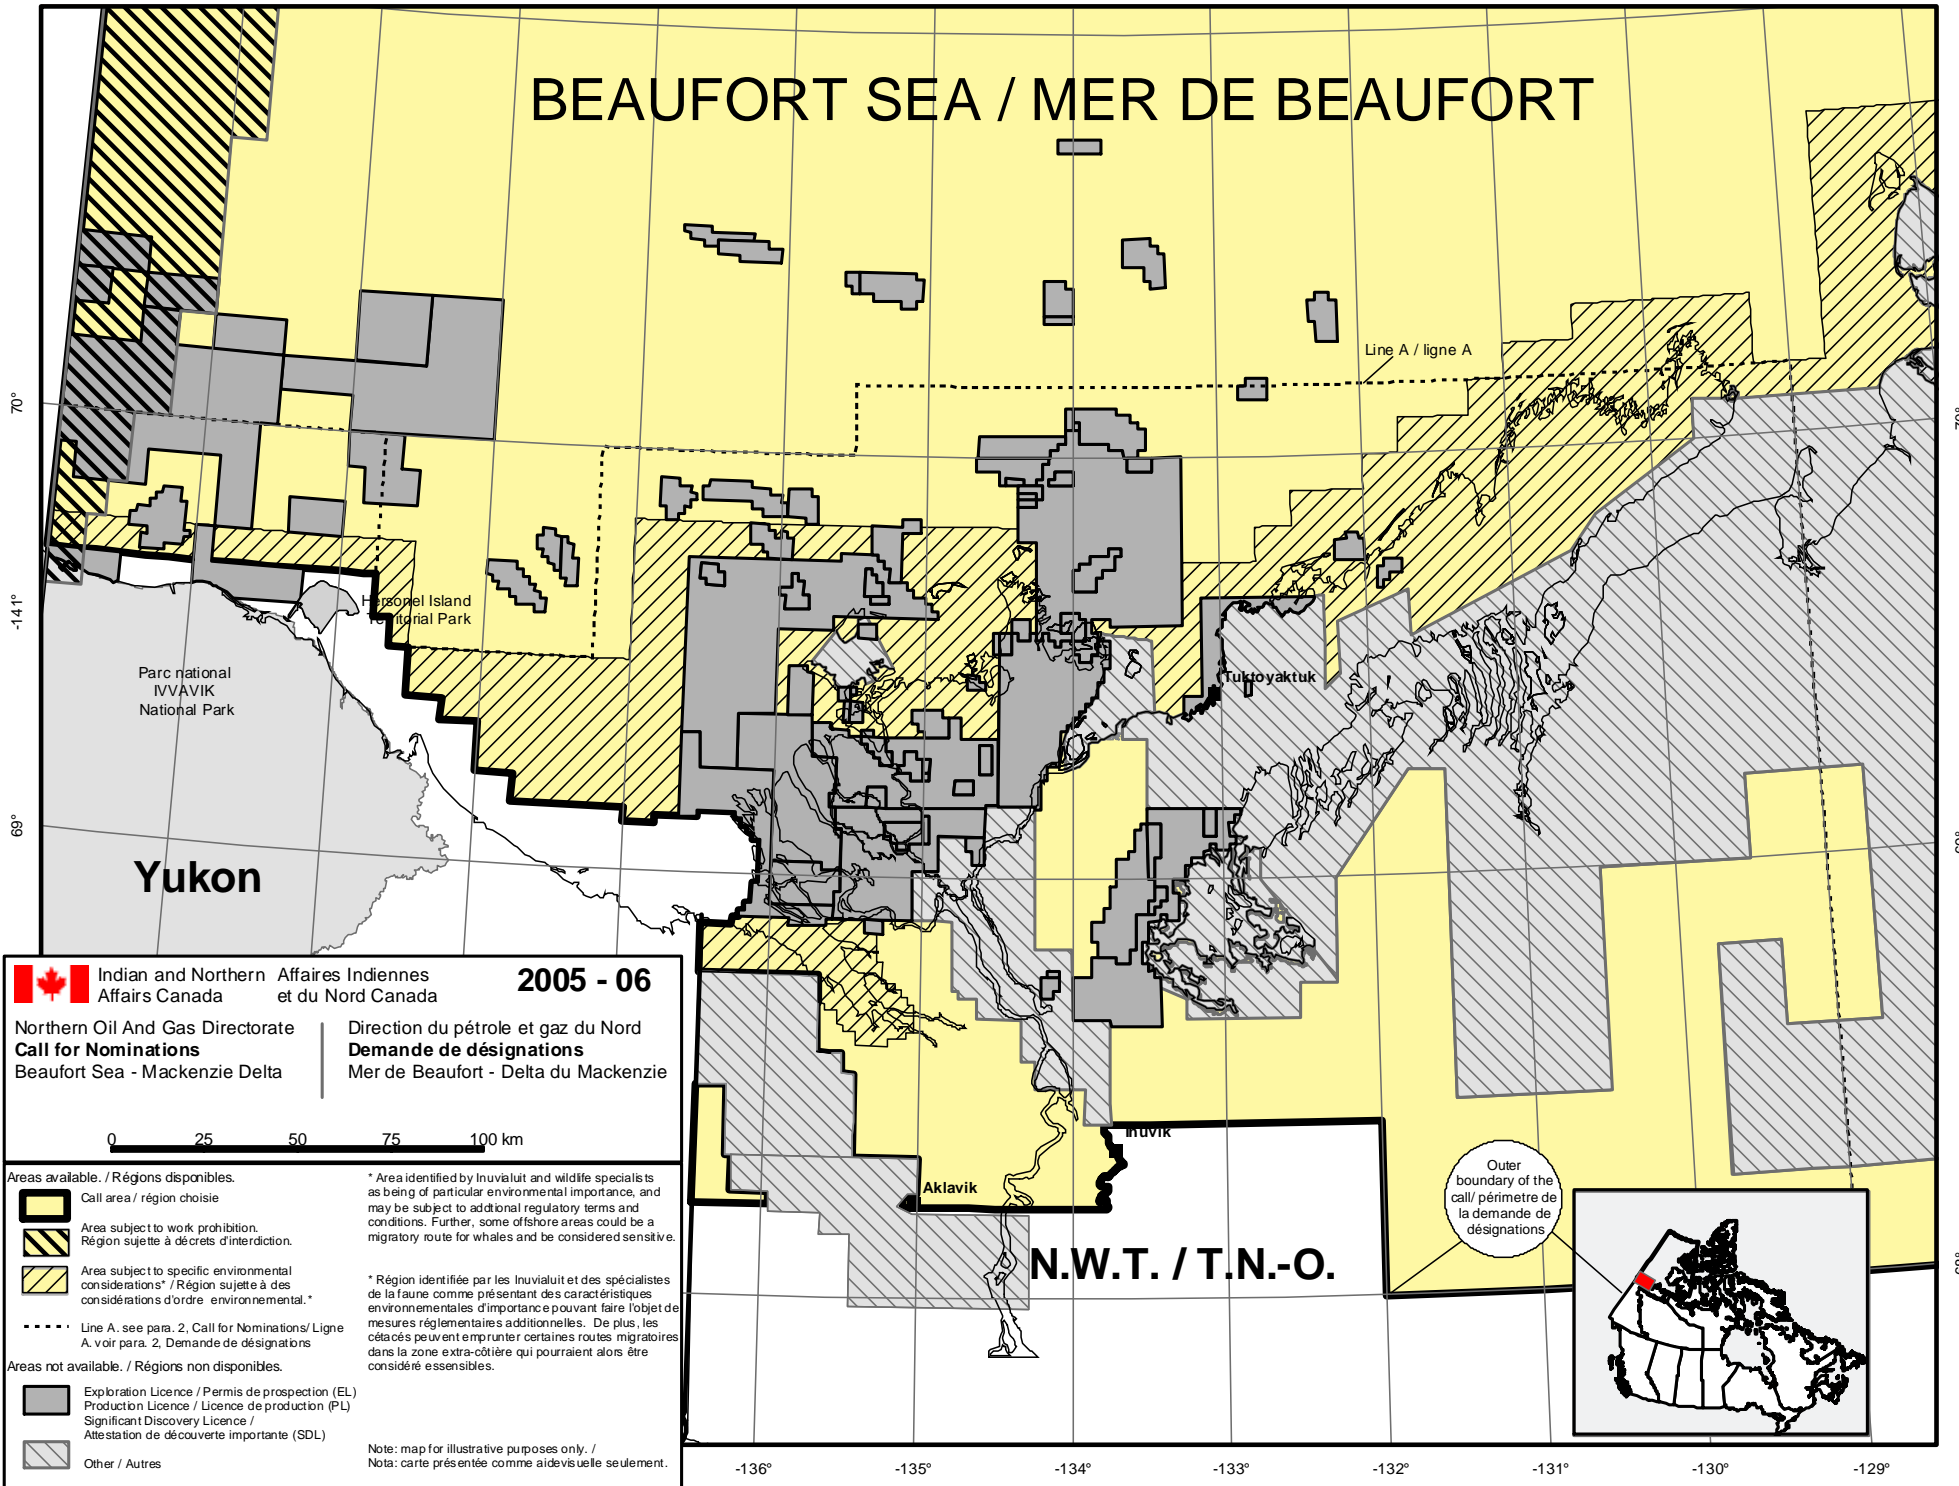 BEAUFORT SEA / MER DE BEAUFORT
Line A / ligne A
70°
70°
-141°
Hersonel Island
Territorial Park
Parc national
IVVAVIK
National Park
Tuktoyaktuk
69°
69°
Yukon
Indian and Northern
Affairs Canada
Affaires Indiennes
et du Nord Canada
2005 - 06
Northern Oil And Gas Directorate
Call for Nominations
Beaufort Sea - Mackenzie Delta
Direction du pétrole et gaz du Nord
Demande de désignations
Mer de Beaufort - Delta du Mackenzie
0 25 50 75 100 km
Inuvik
Aklavik
N.W.T. / T.N.-O.
Outer
boundary of the
call/ périmetre de
la demande de
désignations
68°
Areas available. / Régions disponibles.
Call area / région choisie
Area subject to work prohibition.
Région sujette à décrets d'interdiction.
Area subject to specific environmental
considerations* / Région sujette à des
considérations d'ordre environnemental.*
Line A. see para. 2, Call for Nominations/ Ligne
A. voir para. 2, Demande de désignations
Areas not available. / Régions non disponibles.
Exploration Licence / Permis de prospection (EL)
Production Licence / Licence de production (PL)
Significant Discovery Licence /
Attestation de découverte importante (SDL)
Other / Autres
* Area identified by Inuvialuit and wildlife specialists
as being of particular environmental importance, and
may be subject to addtional regulatory terms and
conditions. Further, some offshore areas could be a
migratory route for whales and be considered sensitive.
* Région identifiée par les Inuvialuit et des spécialistes
de la faune comme présentant des caractéristiques
environnementales d'importance pouvant faire l'objet de
mesures réglementaires additionnelles. De plus, les
cétacés peuvent emprunter certaines routes migratoires
dans la zone extra-côtière qui pourraient alors être
considéré essensibles.
Note: map for illustrative purposes only. /
Nota: carte présentée comme aidevisuelle seulement.
-136° -135° -134° -133° -132° -131° -130° -129°